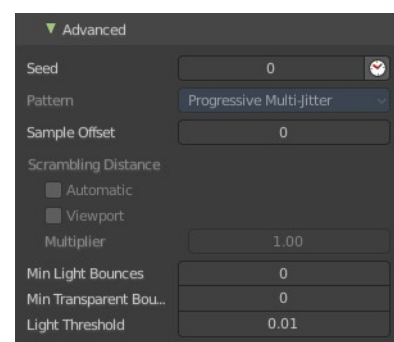 Advanced
Seed 0
Pattern Progressive Multi-Jitter
Sample Offset 0
Scrambling Distance
Automatic
Viewport
Multiplier 1.00
Min Light Bounces 0
Min Transparent Bou... 0
Light Threshold 0.01